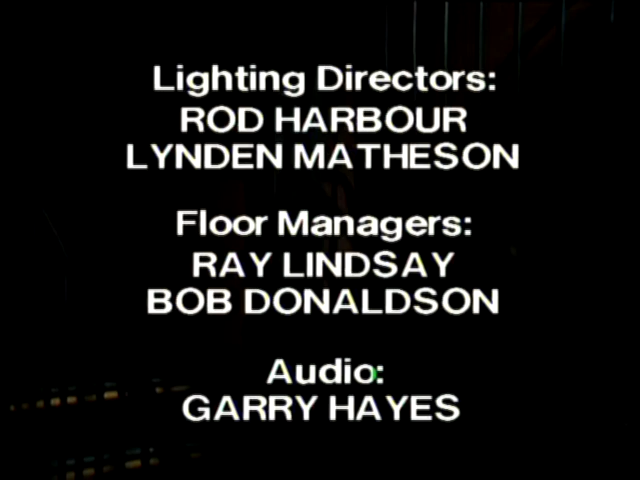 Lighting Directors:
ROD HARBOUR
LYNDEN MATHESON
Floor Managers:
RAY LINDSAY
BOB DONALDSON
Audio:
GARRY HAYES